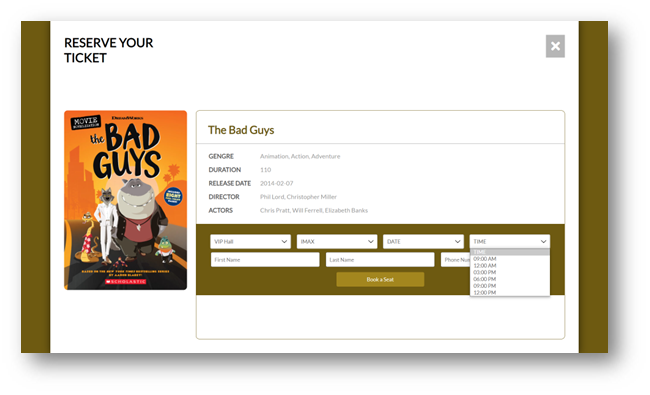 RESERVE YOUR
TICKET
The Bad Guys
GENGRE Animation, Action, Adventure
DURATION 110
RELEASE DATE 2014-02-07
DIRECTOR Phil Lord, Christopher Miller
ACTORS Chris Pratt, Will Ferrell, Elizabeth Banks
VIP Hall IMAX DATE TIME
TIME
09:00 AM
12:00 AM
03:00 PM
06:00 PM
09:00 PM
12:00 PM
First Name Last Name Phone Num
Book a Seat
DREAMWORKS
MOVIE
the BAD
GUYS
BASED ON THE NEW YORK TIMES BESTSELLING SERIES
BY AARON BLABEY
SCHOLASTIC